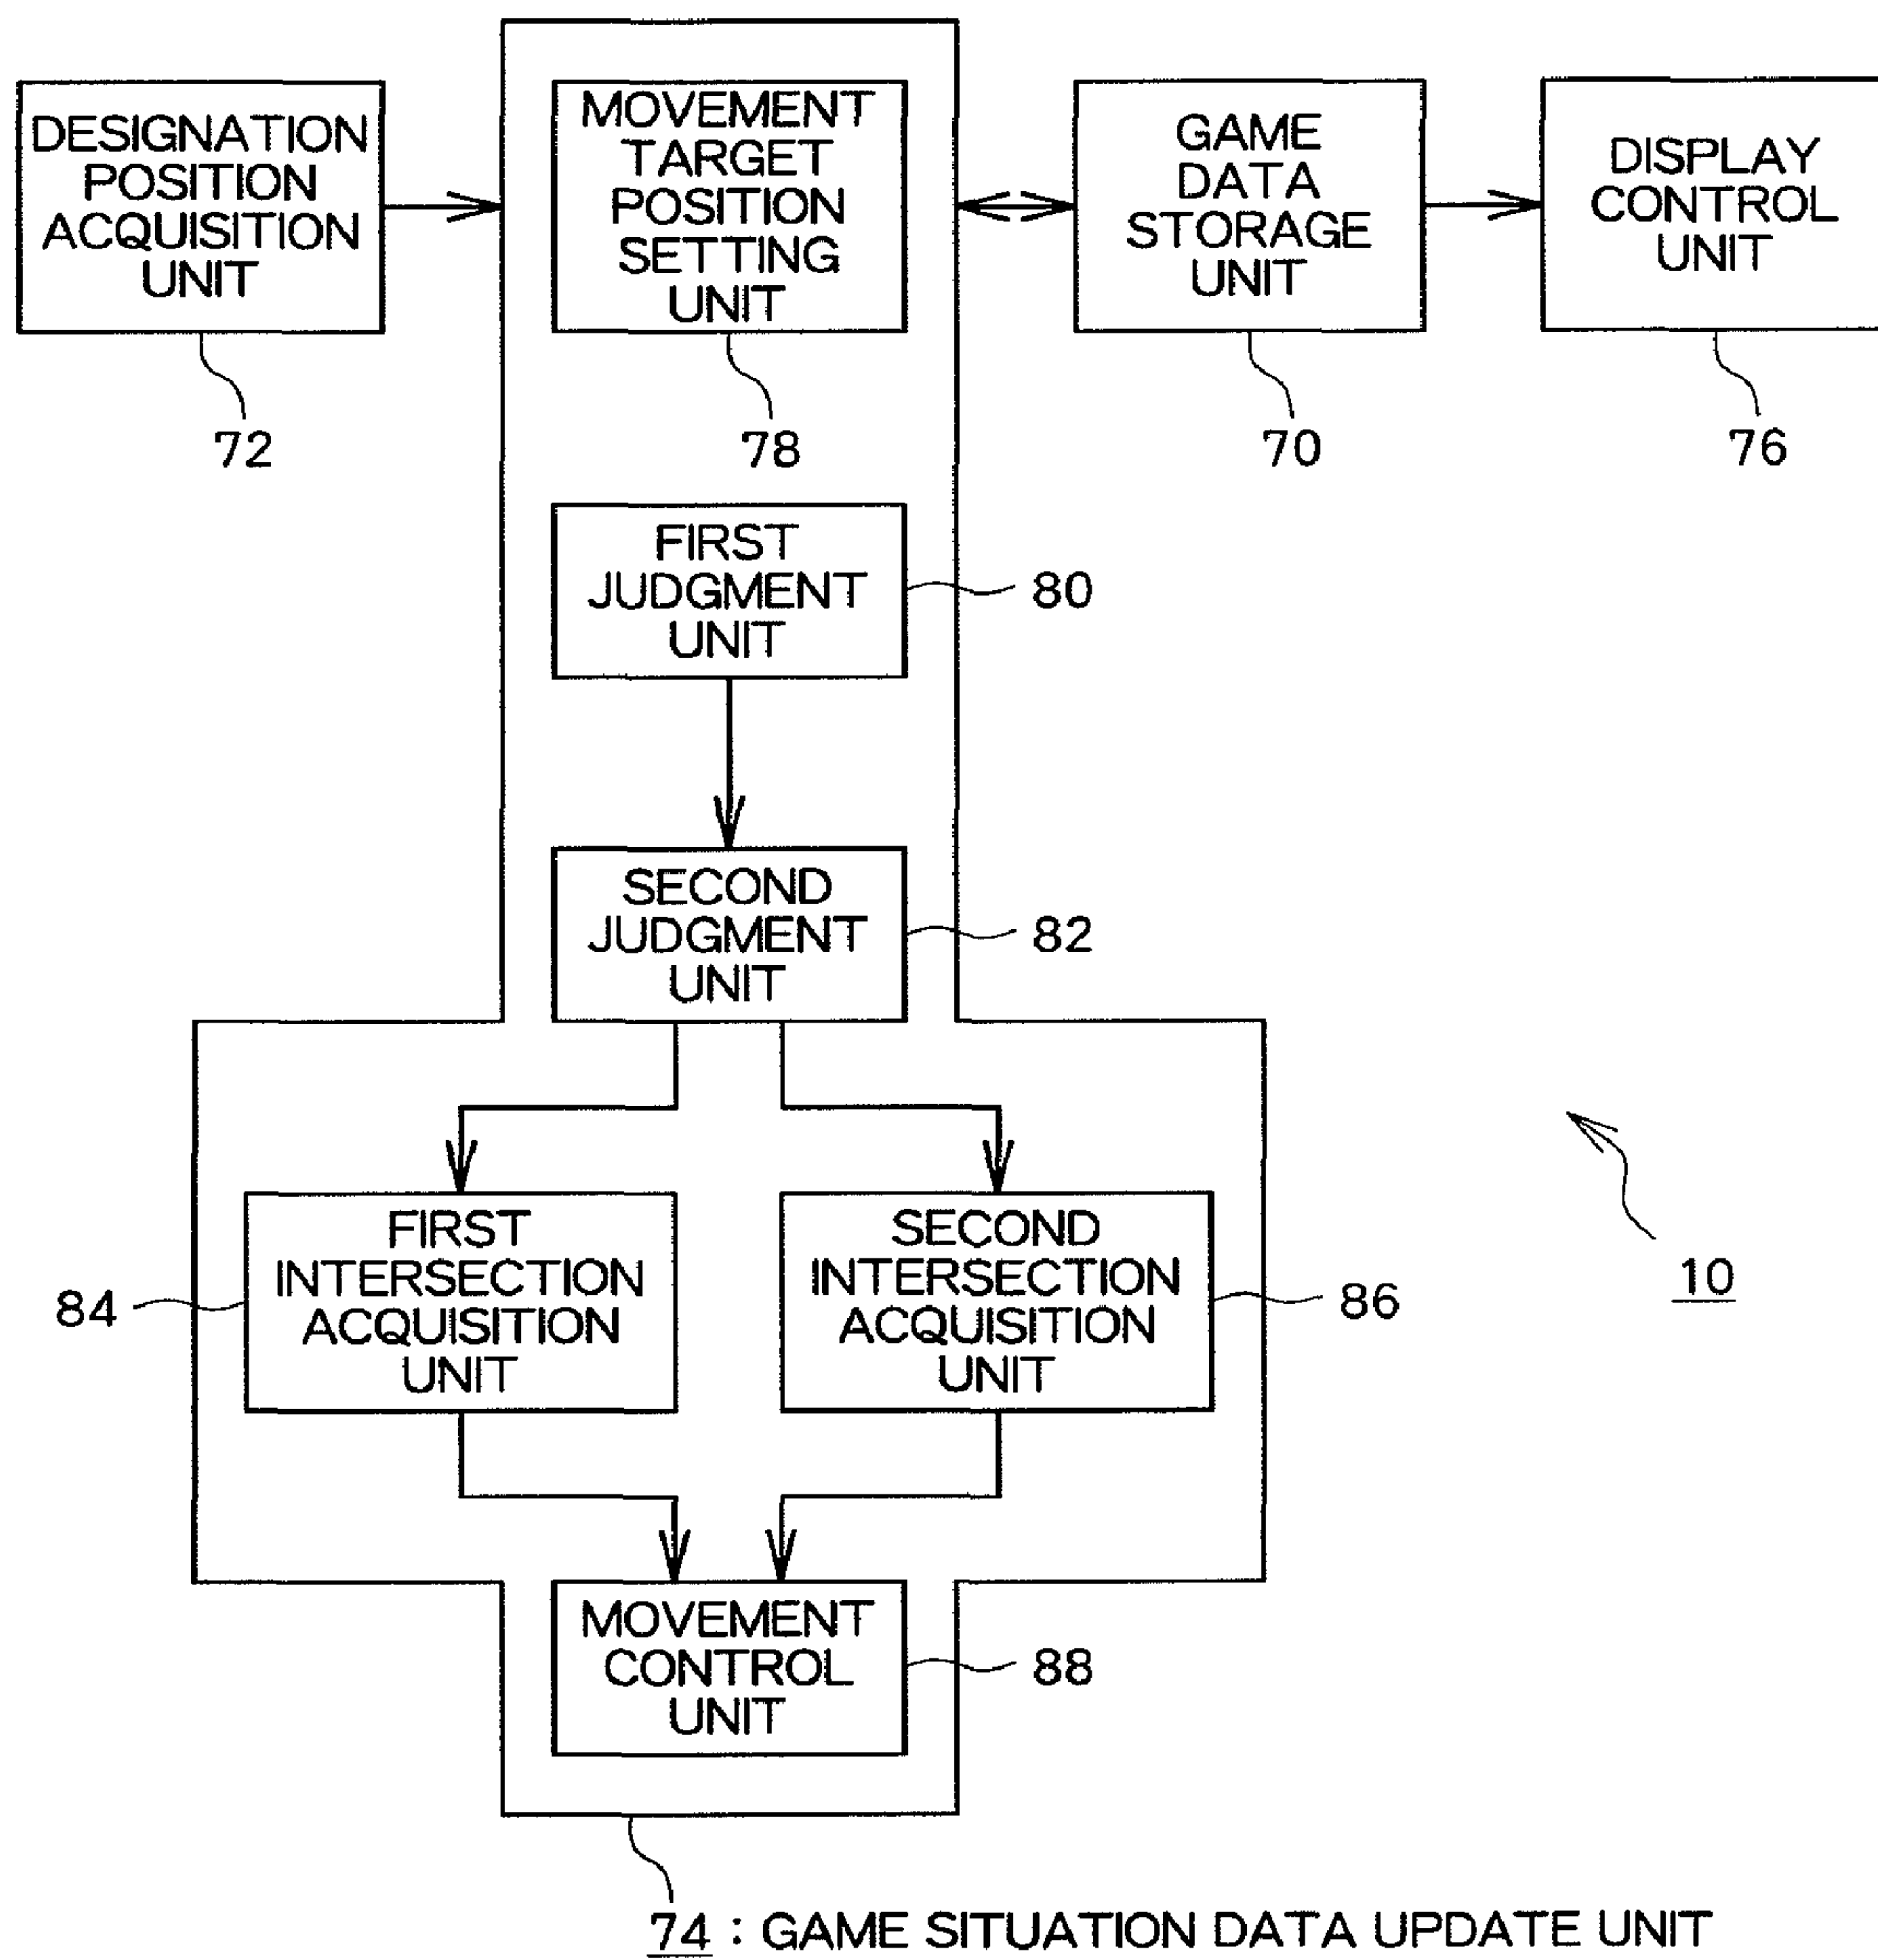 DESIGNATION
POSITION
ACQUISITION
UNIT
72
MOVEMENT
TARGET
POSITION
SETTING
UNIT
78
GAME
DATA
STORAGE
UNIT
70
DISPLAY
CONTROL
UNIT
76
FIRST
JUDGMENT
UNIT
80
SECOND
JUDGMENT
UNIT
82
FIRST
INTERSECTION
ACQUISITION
UNIT
84
SECOND
INTERSECTION
ACQUISITION
UNIT
86
10
MOVEMENT
CONTROL
UNIT
88
74 : GAME SITUATION DATA UPDATE UNIT